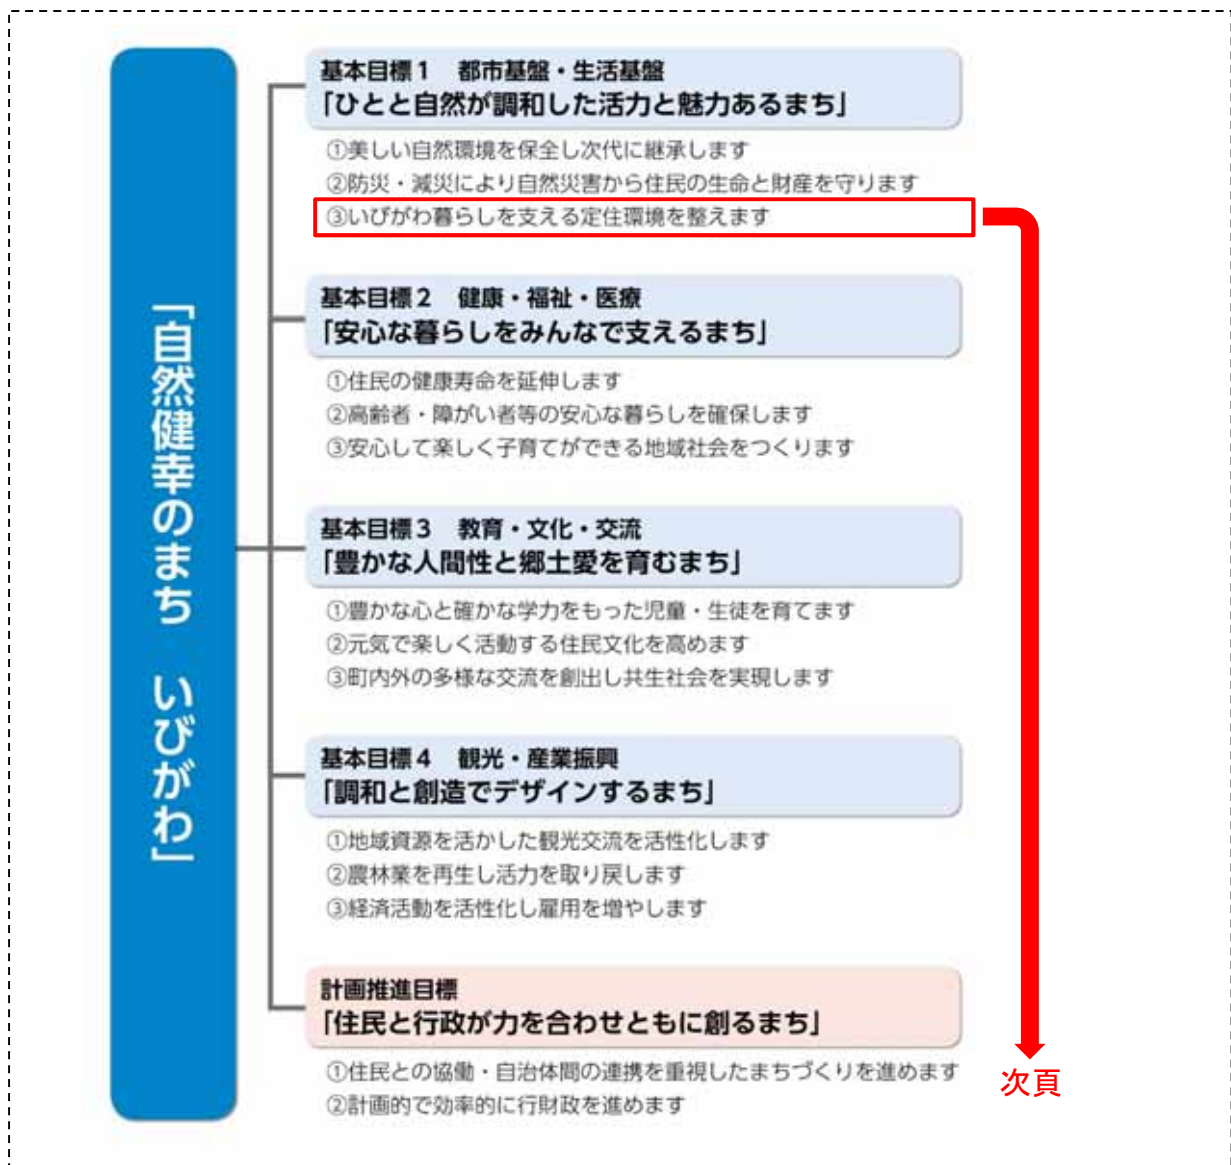 「自然健幸のまち　いびがわ」
基本目標１　都市基盤・生活基盤
「ひとと自然が調和した活力と魅力あるまち」
①美しい自然環境を保全し次代に継承します
②防災・減災により自然災害から住民の生命と財産を守ります
③いびがわ暮らしを支える定住環境を整えます
基本目標２　健康・福祉・医療
「安心な暮らしをみんなで支えるまち」
①住民の健康寿命を延伸します
②高齢者・障がい者等の安心な暮らしを確保します
③安心して楽しく子育てができる地域社会をつくります
基本目標３　教育・文化・交流
「豊かな人間性と郷土愛を育むまち」
①豊かな心と確かな学力をもった児童・生徒を育てます
②元気で楽しく活動する住民文化を高めます
③町内外の多様な交流を創出し共生社会を実現します
基本目標４　観光・産業振興
「調和と創造でデザインするまち」
①地域資源を活かした観光交流を活性化します
②農林業を再生し活力を取り戻します
③経済活動を活性化し雇用を増やします
計画推進目標
「住民と行政が力を合わせともに創るまち」
①住民との協働・自治体間の連携を重視したまちづくりを進めます
②計画的で効率的に行財政を進めます
次頁